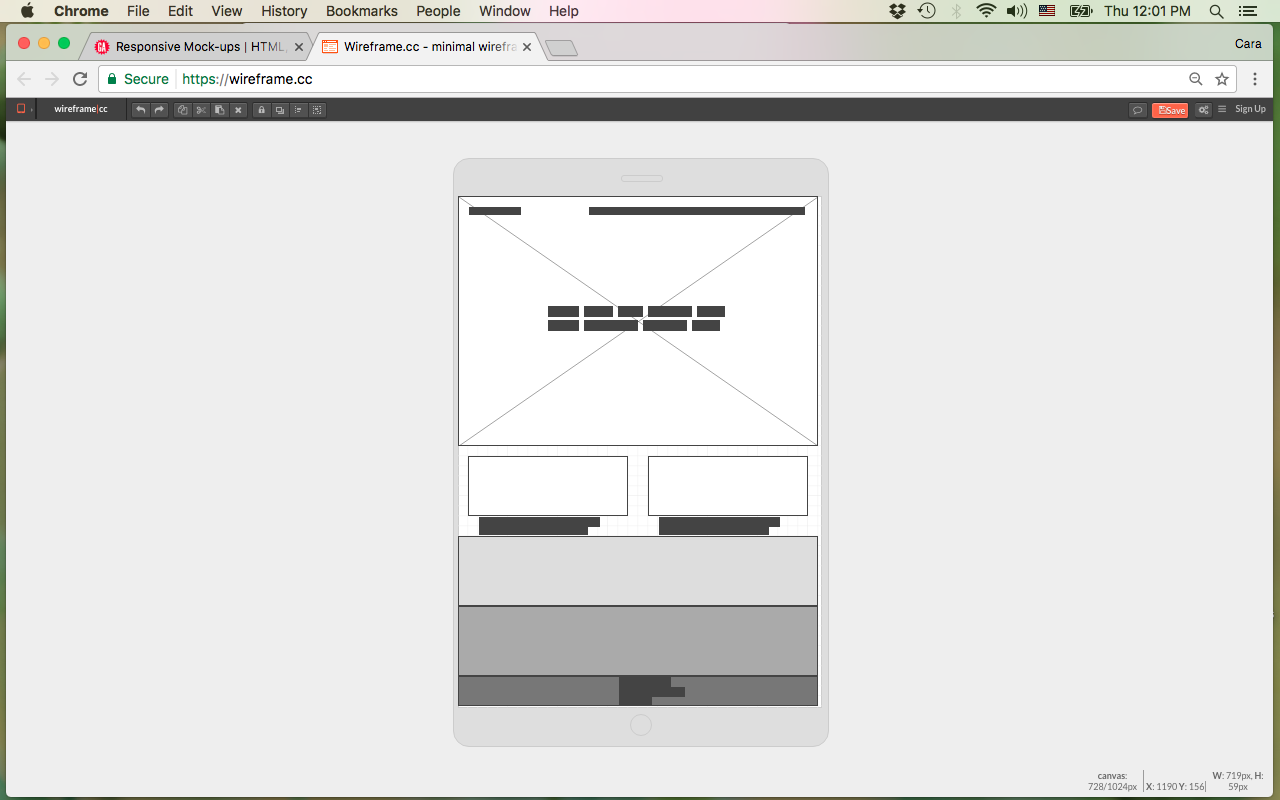 Chrome File Edit View History Bookmarks People Window Help Thu 12:01 PM
Responsive Mock-ups | HTML, Wireframe.cc - minimal wirefra Cara
Secure https://wireframe.cc
wireframe|cc Save Sign Up
canvas: W: 719px, H:
728/1024px X: 1190 Y: 156 59px